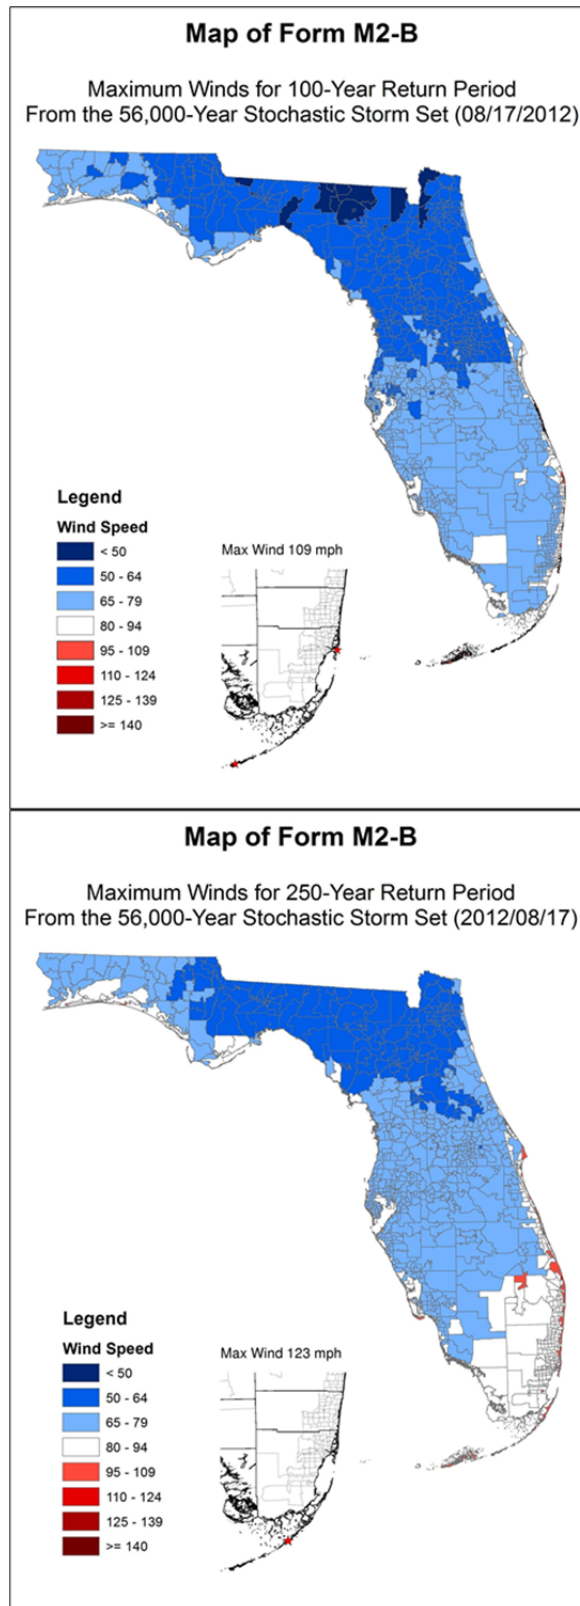 Map of Form M2-B
Maximum Winds for 100-Year Return Period
From the 56,000-Year Stochastic Storm Set (08/17/2012)
Legend
Wind Speed
< 50
50 - 64
65 - 79
80 - 94
95 - 109
110 - 124
125 - 139
>= 140
Max Wind 109 mph
Map of Form M2-B
Maximum Winds for 250-Year Return Period
From the 56,000-Year Stochastic Storm Set (2012/08/17)
Legend
Wind Speed
< 50
50 - 64
65 - 79
80 - 94
95 - 109
110 - 124
125 - 139
>= 140
Max Wind 123 mph